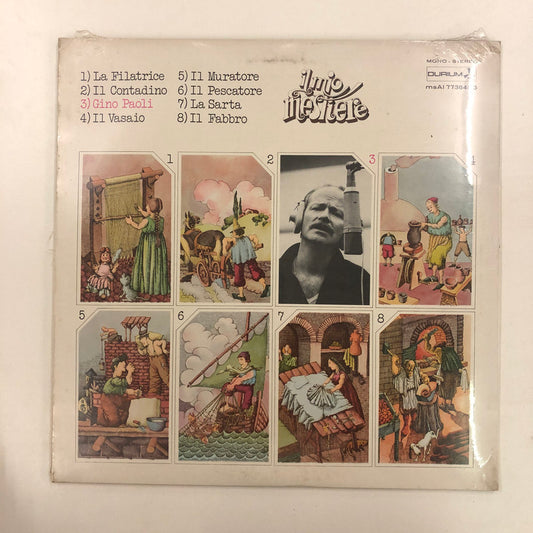 1) La Filatrice
2) Il Contadino
3) Gino Paoli
4) Il Vasaio
5) Il Muratore
6) Il Pescatore
7) La Sarta
8) Il Fabbro
il mio
Mestiere
MONO - STEREO
DURIUM
1
2
3
4
5
6
7
8